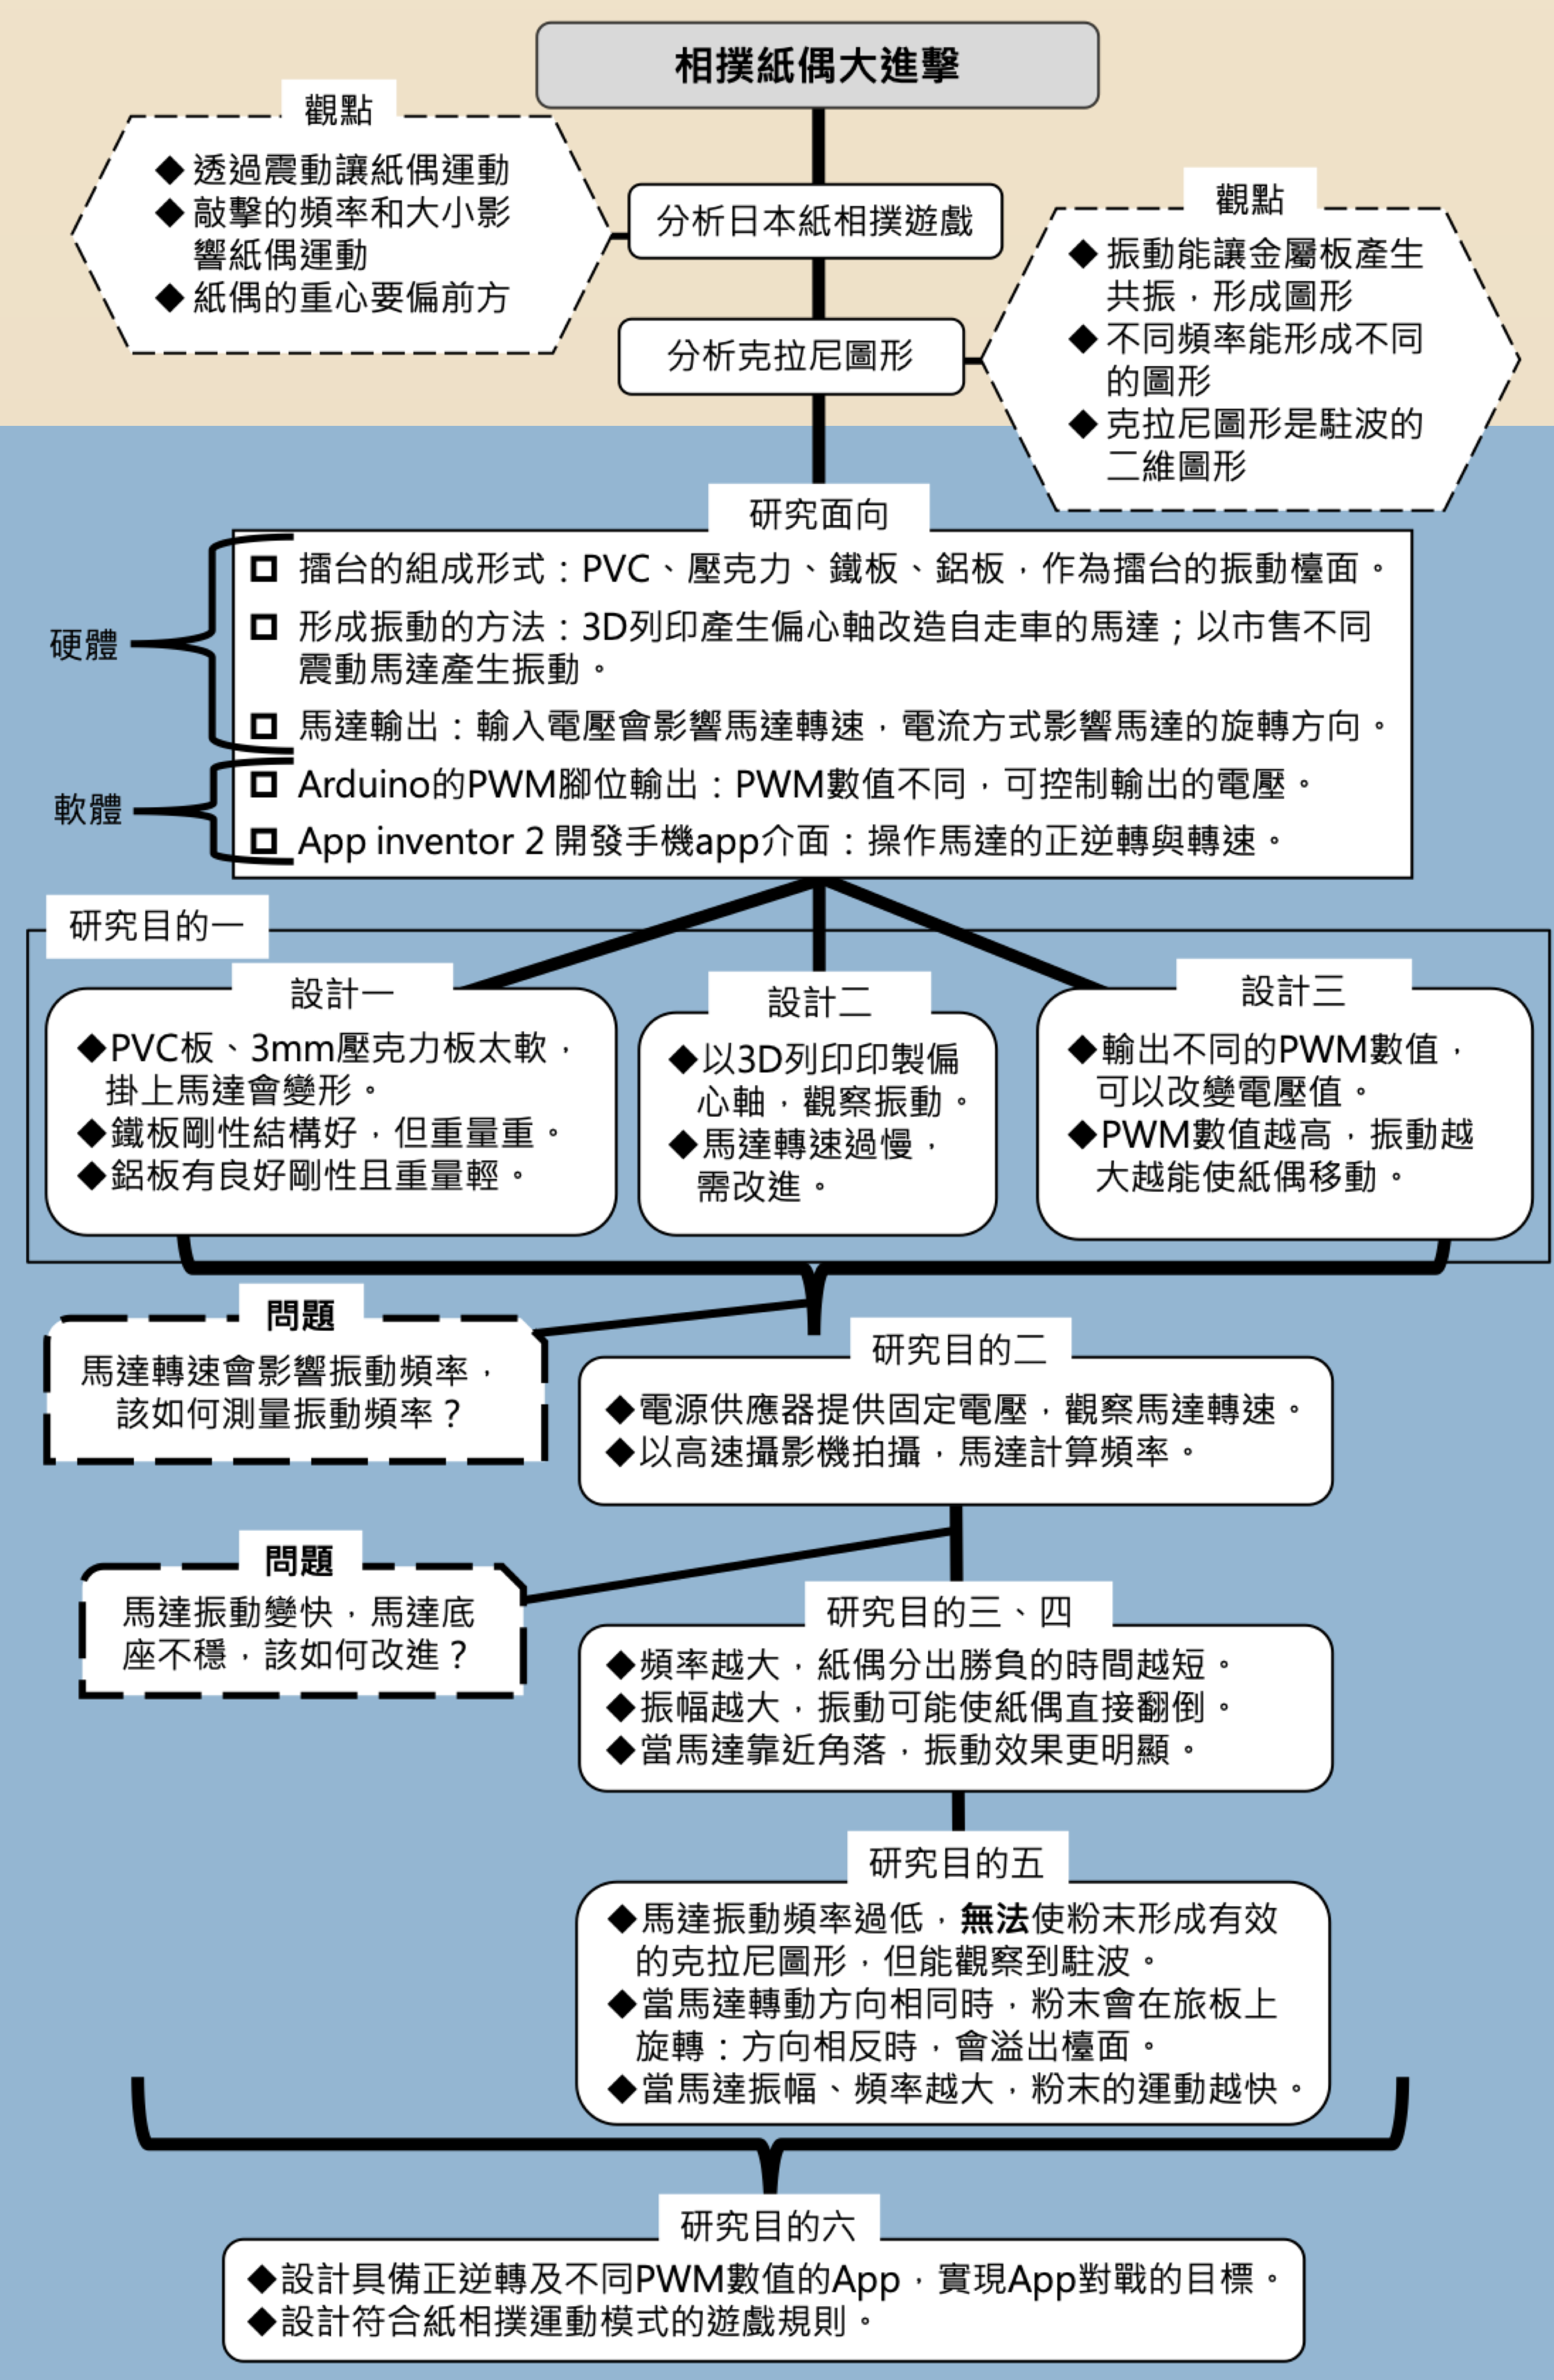 相撲紙偶大進擊
觀點
◆透過震動讓紙偶運動
◆敲擊的頻率和大小影
響紙偶運動
◆紙偶的重心要偏前方
分析日本紙相撲遊戲
分析克拉尼圖形
觀點
◆振動能讓金屬板產生
共振，形成圖形
◆不同頻率能形成不同
的圖形
◆克拉尼圖形是駐波的
二維圖形
研究面向
硬體
擂台的組成形式：PVC、壓克力、鐵板、鋁板，作為擂台的振動檯面。
形成振動的方法：3D列印產生偏心軸改造自走車的馬達；以市售不同
震動馬達產生振動。
馬達輸出：輸入電壓會影響馬達轉速，電流方式影響馬達的旋轉方向。
軟體
Arduino的PWM腳位輸出：PWM數值不同，可控制輸出的電壓。
App inventor 2 開發手機app介面：操作馬達的正逆轉與轉速。
研究目的一
設計一
◆PVC板、3mm壓克力板太軟，
掛上馬達會變形。
◆鐵板剛性結構好，但重量重。
◆鋁板有良好剛性且重量輕。
設計二
◆以3D列印印製偏
心軸，觀察振動。
◆馬達轉速過慢，
需改進。
設計三
◆輸出不同的PWM數值，
可以改變電壓值。
◆PWM數值越高，振動越
大越能使紙偶移動。
問題
馬達轉速會影響振動頻率，
該如何測量振動頻率？
研究目的二
◆電源供應器提供固定電壓，觀察馬達轉速。
◆以高速攝影機拍攝，馬達計算頻率。
問題
馬達振動變快，馬達底
座不穩，該如何改進？
研究目的三、四
◆頻率越大，紙偶分出勝負的時間越短。
◆振幅越大，振動可能使紙偶直接翻倒。
◆當馬達靠近角落，振動效果更明顯。
研究目的五
◆馬達振動頻率過低，無法使粉末形成有效
的克拉尼圖形，但能觀察到駐波。
◆當馬達轉動方向相同時，粉末會在旅板上
旋轉：方向相反時，會溢出檯面。
◆當馬達振幅、頻率越大，粉末的運動越快。
研究目的六
◆設計具備正逆轉及不同PWM數值的App，實現App對戰的目標。
◆設計符合紙相撲運動模式的遊戲規則。